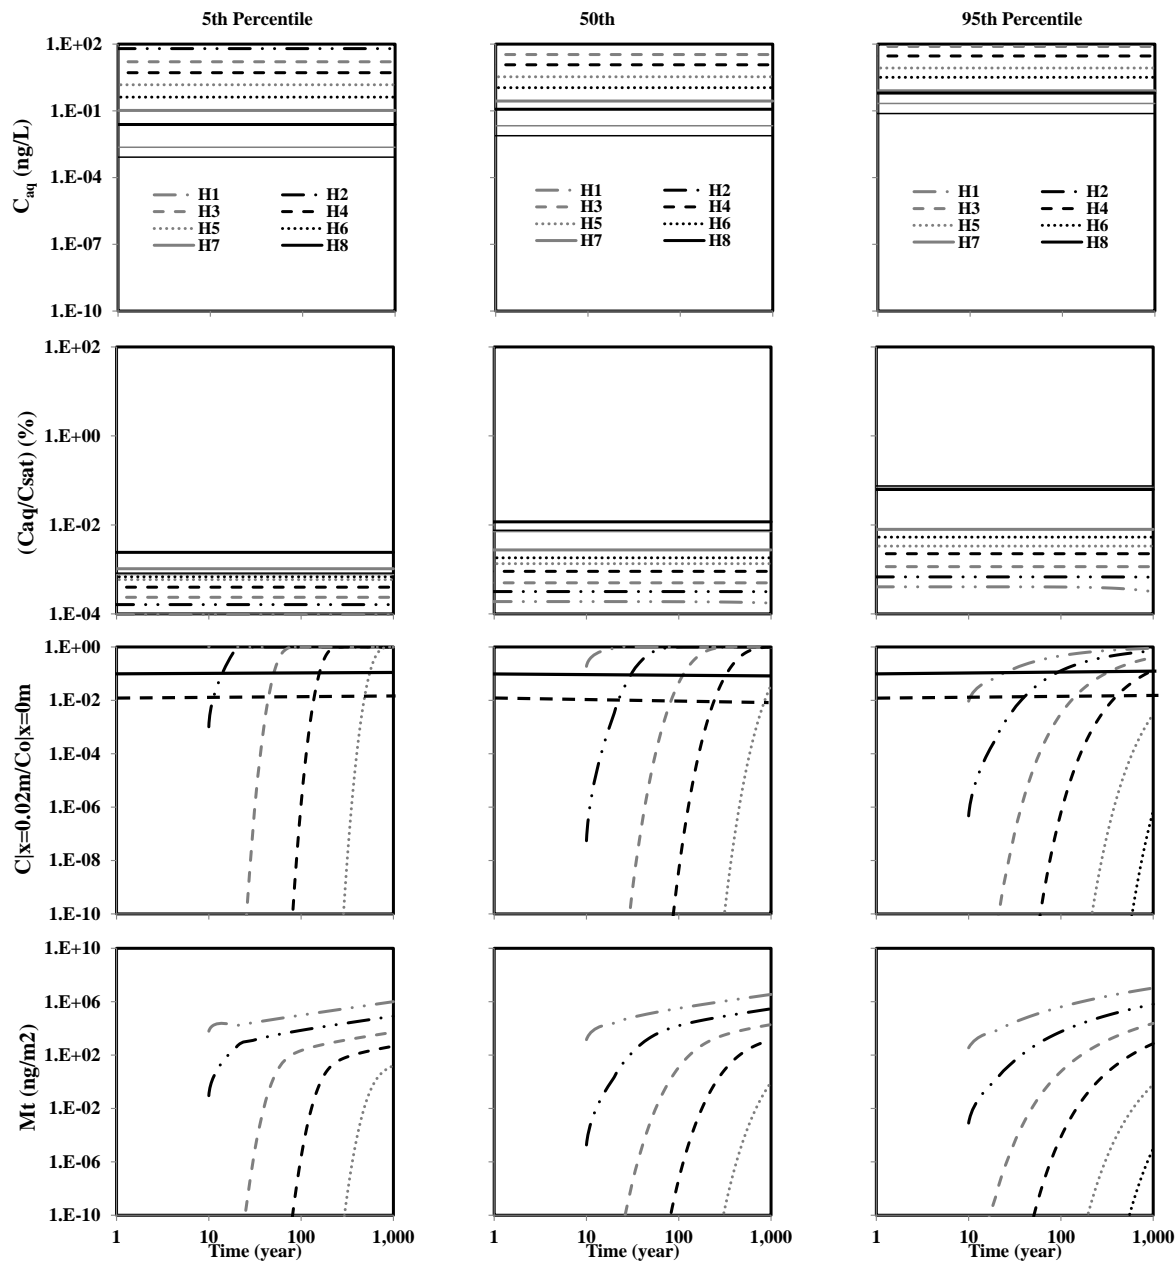 5th Percentile 50th 95th Percentile
Caq (ng/L)
1.E+02
1.E-01
1.E-04
1.E-07
1.E-10
H1 H2
H3 H4
H5 H6
H7 H8
H1 H2
H3 H4
H5 H6
H7 H8
H1 H2
H3 H4
H5 H6
H7 H8
(Caq/Csat) (%)
1.E+02
1.E+00
1.E-02
1.E-04
C|x=0.02m/Co|x=0m
1.E+00
1.E-02
1.E-04
1.E-06
1.E-08
1.E-10
Mt (ng/m2)
1.E+10
1.E+06
1.E+02
1.E-02
1.E-06
1.E-10
1 10 100 1,000
Time (year)
1 10 100 1,000
Time (year)
1 10 100 1,000
Time (year)